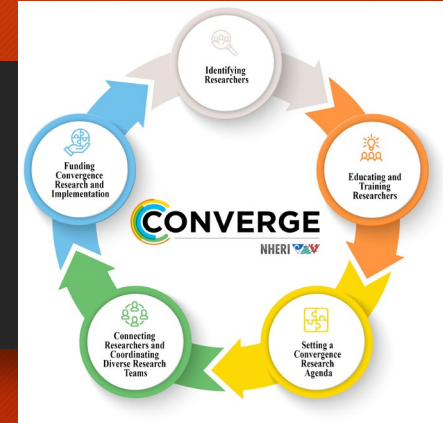 Identifying
Researchers
Educating and
Training
Researchers
Setting a
Convergence
Research
Agenda
Connecting
Researchers and
Coordinating
Diverse Research
Teams
Funding
Convergence
Research and
Implementation
CONVERGE
NHERI